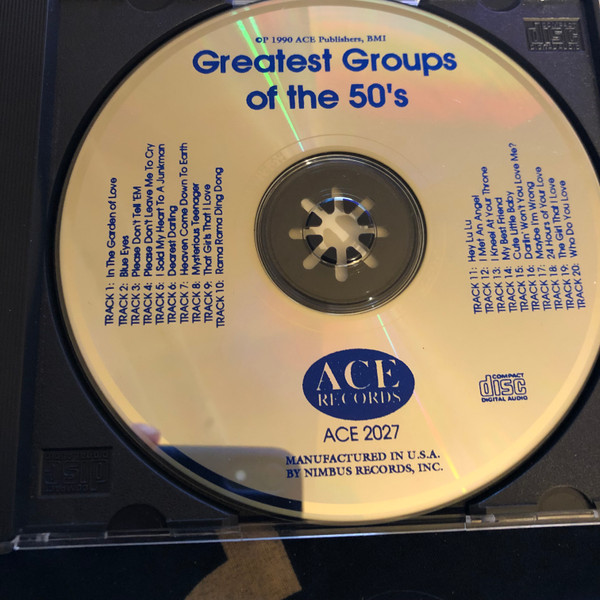 ©P 1990 ACE Publishers, BMI
Greatest Groups
of the 50's
TRACK 1: In The Garden of Love
TRACK 2: Blue Eyes
TRACK 3: Please Don't Tell 'EM
TRACK 4: Please Don't Leave Me To Cry
TRACK 5: I Sold My Heart To A Junkman
TRACK 6: Dearest Darling
TRACK 7: Heaven Come Down To Earth
TRACK 8: Mysterious Teenager
TRACK 9: That Girls That I Love
TRACK 10: Rama Rama Ding Dong
TRACK 11: Hey Lu Lu
TRACK 12: I Met An Angel
TRACK 13: I Kneel At Your Throne
TRACK 14: My Best Friend
TRACK 15: Cute Little Baby
TRACK 16: Darlin Won't You Love Me?
TRACK 17: Maybe I'm Wrong
TRACK 18: 24 Hours of Your Love
TRACK 19: The Girl That I Love
TRACK 20: Who Do You Love
ACE
RECORDS
ACE 2027
COMPACT
disc
DIGITAL AUDIO
MANUFACTURED IN U.S.A.
BY NIMBUS RECORDS, INC.